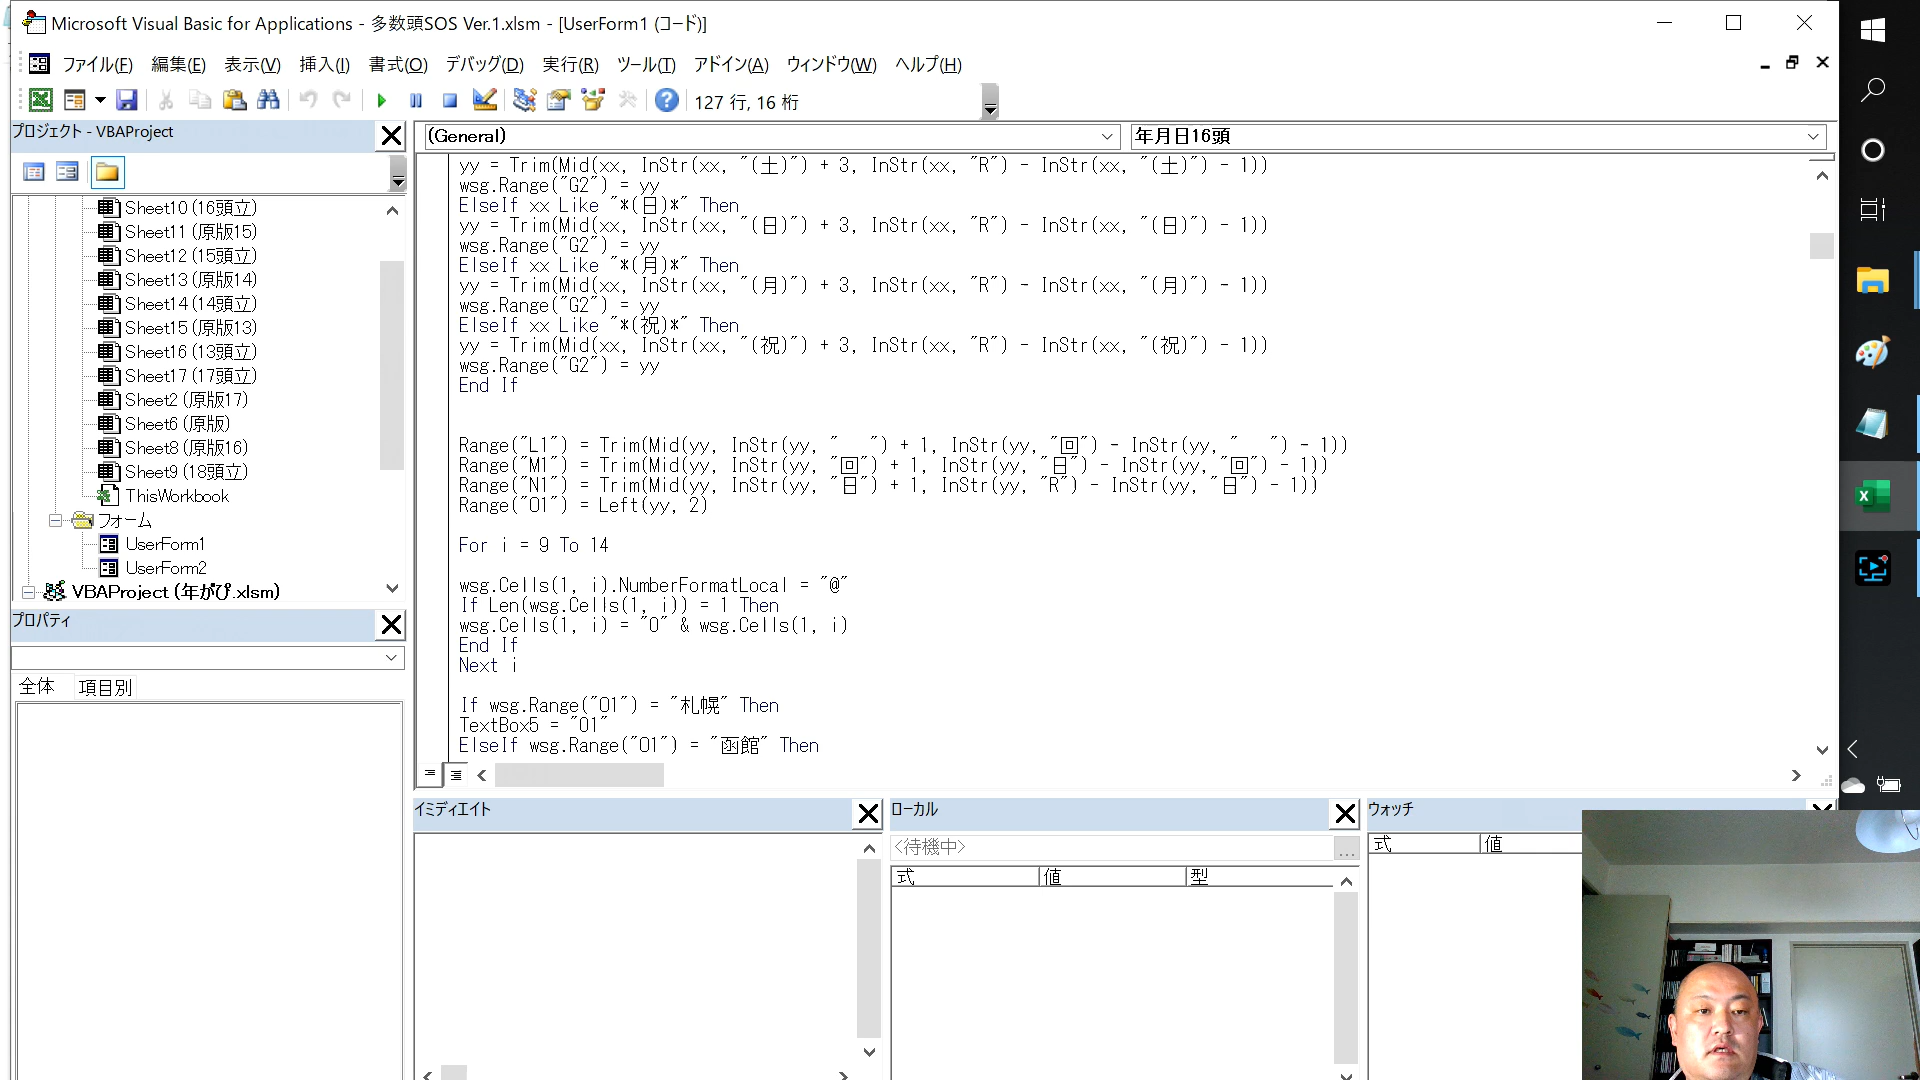 Microsoft Visual Basic for Applications - 多数頭SOS Ver.1.xlsm - [UserForm1 (コード)]
ファイル(F) 編集(E) 表示(V) 挿入(I) 書式(O) デバッグ(D) 実行(R) ツール(T) アドイン(A) ウィンドウ(W) ヘルプ(H)
127 行, 16 桁
プロジェクト - VBAProject
Sheet10 (16頭立)
Sheet11 (原版15)
Sheet12 (15頭立)
Sheet13 (原版14)
Sheet14 (14頭立)
Sheet15 (原版13)
Sheet16 (13頭立)
Sheet17 (17頭立)
Sheet2 (原版17)
Sheet6 (原版)
Sheet8 (原版16)
Sheet9 (18頭立)
ThisWorkbook
フォーム
UserForm1
UserForm2
VBAProject (年がぴ.xlsm)
プロパティ
全体 項目別
(General) 年月日16頭
yy = Trim(Mid(xx, InStr(xx, "(土)") + 3, InStr(xx, "R") - InStr(xx, "(土)") - 1))
wsg.Range("G2") = yy
ElseIf xx Like "*(日)*" Then
yy = Trim(Mid(xx, InStr(xx, "(日)") + 3, InStr(xx, "R") - InStr(xx, "(日)") - 1))
wsg.Range("G2") = yy
ElseIf xx Like "*(月)*" Then
yy = Trim(Mid(xx, InStr(xx, "(月)") + 3, InStr(xx, "R") - InStr(xx, "(月)") - 1))
wsg.Range("G2") = yy
ElseIf xx Like "*(祝)*" Then
yy = Trim(Mid(xx, InStr(xx, "(祝)") + 3, InStr(xx, "R") - InStr(xx, "(祝)") - 1))
wsg.Range("G2") = yy
End If
Range("L1") = Trim(Mid(yy, InStr(yy, "   ") + 1, InStr(yy,"回") - InStr(yy,"   ") - 1))
Range("M1") = Trim(Mid(yy, InStr(yy, "回") + 1, InStr(yy, "日") - InStr(yy, "回") - 1))
Range("N1") = Trim(Mid(yy, InStr(yy, "日") + 1, InStr(yy, "R") - InStr(yy, "日") - 1))
Range("O1") = Left(yy, 2)
For i = 9 To 14
wsg.Cells(1, i).NumberFormatLocal = "@"
If Len(wsg.Cells(1, i)) = 1 Then
wsg.Cells(1, i) = "0" & wsg.Cells(1, i)
End If
Next i
If wsg.Range("O1") = "札幌" Then
TextBox5 = "01"
ElseIf wsg.Range("O1") = "函館" Then
イミディエイト
ローカル
<待機中>
式 値 型
ウォッチ
式 値